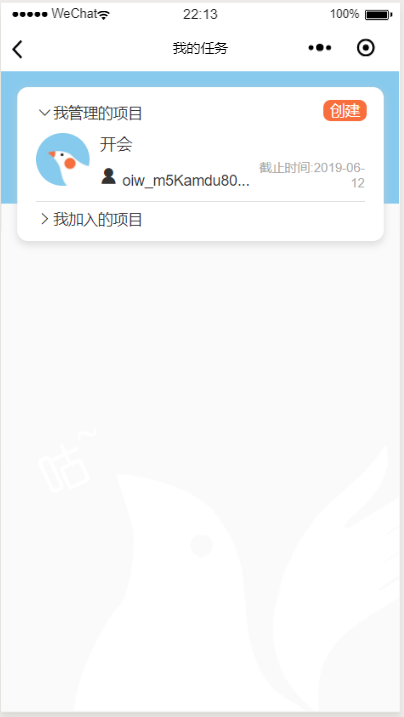 WeChat 22:13 100%
我的任务
我管理的项目 创建
开会
oiw_m5Kamdu80...
截止时间:2019-06-
12
我加入的项目
咕~